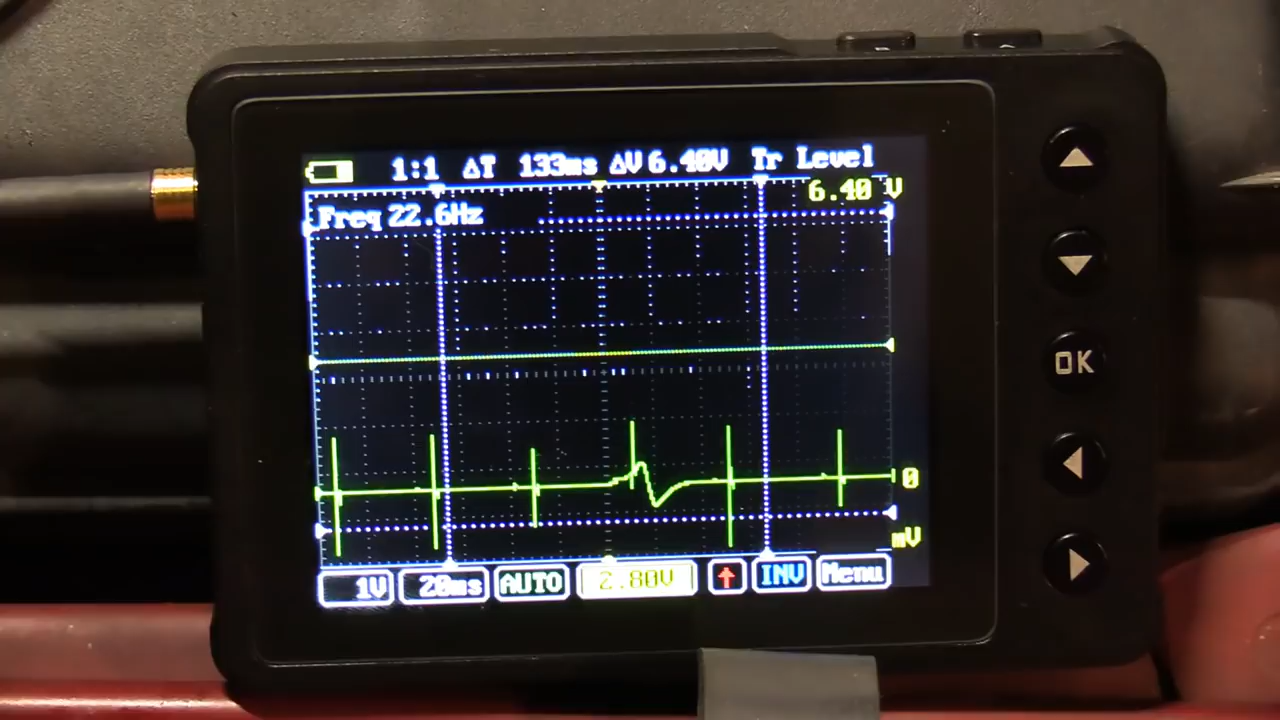 1:1 ΔT 133ms ΔV 6.40V Tr Level
6.40 V
Freq 22.6Hz
OK
0
mV
1V 20ms AUTO 2.80V ↑ INV Menu